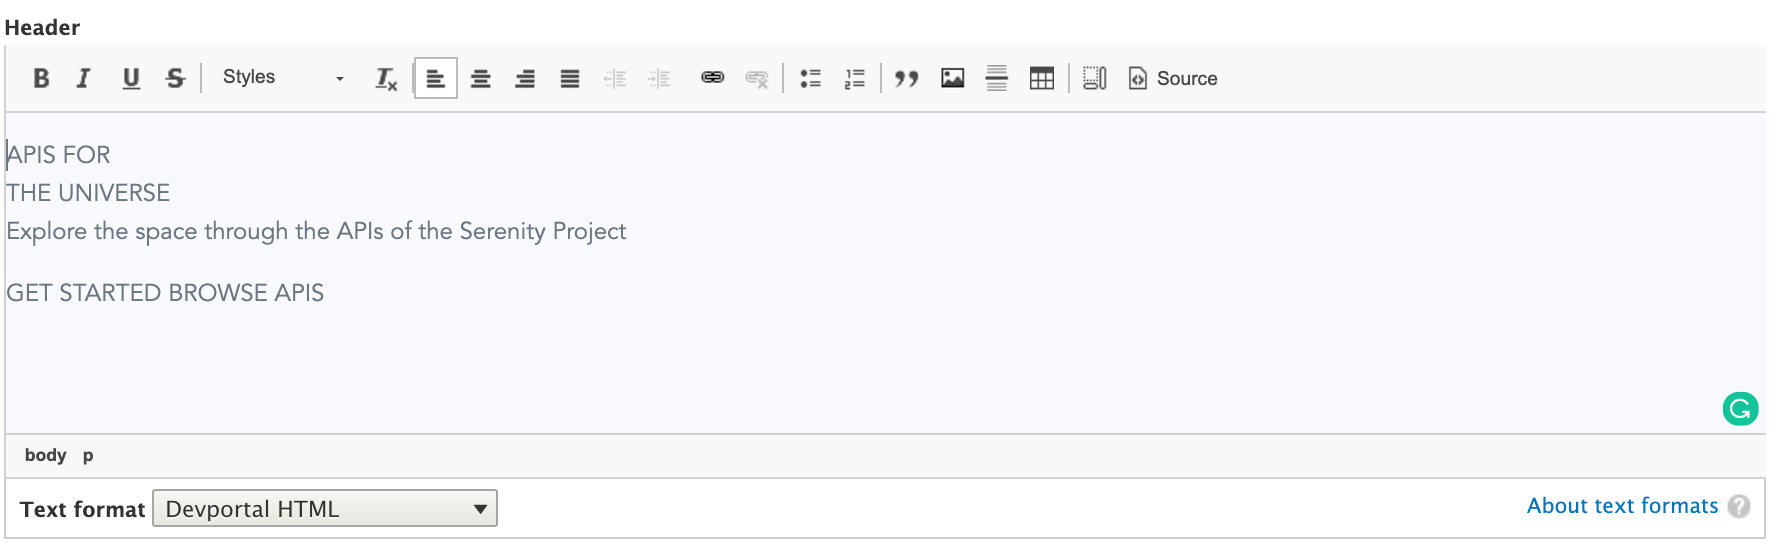 Header
B I U S Styles Tx Source
APIS FOR
THE UNIVERSE
Explore the space through the APIs of the Serenity Project
GET STARTED BROWSE APIS
body p
Text format Devportal HTML About text formats ?